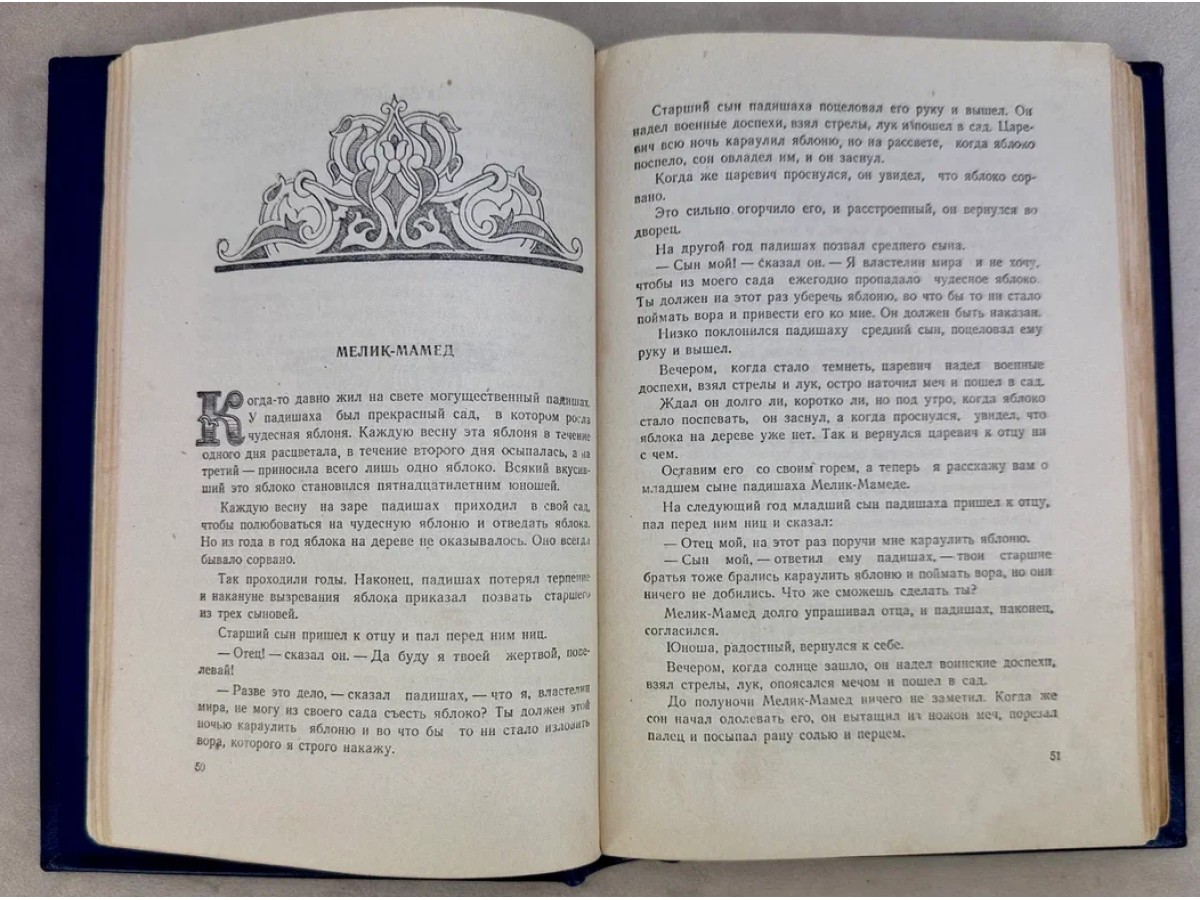 МЕЛИК-МАМЕД
Когда-то давно жил на свете могущественный падишах.
У падишаха был прекрасный сад, в котором росла
чудесная яблоня. Каждую весну эта яблоня в течение
одного дня расцветала, в течение второго дня осыпалась, а на
третий — приносила всего лишь одно яблоко. Всякий вкусив-
ший это яблоко становился пятнадцатилетним юношей.
Каждую весну на заре падишах приходил в свой сад,
чтобы полюбоваться на чудесную яблоню и отведать яблока.
Но из года в год яблока на дереве не оказывалось. Оно всегда
бывало сорвано.
Так проходили годы. Наконец, падишах потерял терпение
и накануне вызревания яблока приказал позвать старшего
из трех сыновей.
Старший сын пришел к отцу и пал перед ним ниц.
— Отец! — сказал он. — Да буду я твоей жертвой, пове-
левай!
— Разве это дело, — сказал падишах, — что я, властелин
мира, не могу из своего сада съесть яблоко? Ты должен этой
ночью караулить яблоню и во что бы то ни стало изловить
вора, которого я строго накажу.
50
Старший сын падишаха поцеловал его руку и вышел. Он
надел военные доспехи, взял стрелы, лук и пошел в сад. Царе-
вич всю ночь караулил яблоню, но на рассвете, когда яблоко
поспело, сон овладел им, и он заснул.
Когда же царевич проснулся, он увидел, что яблоко сор-
вано.
Это сильно огорчило его, и расстроенный, он вернулся во
дворец.
На другой год падишах позвал среднего сына.
— Сын мой! — Сказал он. — Я властелин мира и не хочу,
чтобы из моего сада ежегодно пропадало чудесное яблоко.
Ты должен на этот раз уберечь яблоню, во что бы то ни стало
поймать вора и привести его ко мне. Он должен быть наказан.
Низко поклонился падишаху средний сын, поцеловал ему
руку и вышел.
Вечером, когда стало темнеть, царевич надел военные
доспехи, взял стрелы и лук, остро наточил меч и пошел в сад.
Ждал он долго ли, коротко ли, но под утро, когда яблоко
стало поспевать, он заснул, а когда проснулся, увидел, что
яблока на дереве уже нет. Так и вернулся царевич к отцу ни
с чем.
Оставим его со своим горем, а теперь я расскажу вам о
младшем сыне падишаха Мелик-Мамеде.
На следующий год младший сын падишаха пришел к отцу,
пал перед ним ниц и сказал:
— Отец мой, на этот раз поручи мне караулить яблоню.
— Сын мой, — ответил ему падишах, — твои старшие
братья тоже брались караулить яблоню и поймать вора, но они
ничего не добились. Что же сможешь сделать ты?
Мелик-Мамед долго упрашивал отца, и падишах, наконец,
согласился.
Юноша, радостный, вернулся к себе.
Вечером, когда солнце зашло, он надел воинские доспехи,
взял стрелы, лук, опоясался мечом и пошел в сад.
До полуночи Мелик-Мамед ничего не заметил. Когда же
сон начал одолевать его, он вытащил из ножон меч, порезал
палец и посыпал рану солью и перцем.
51